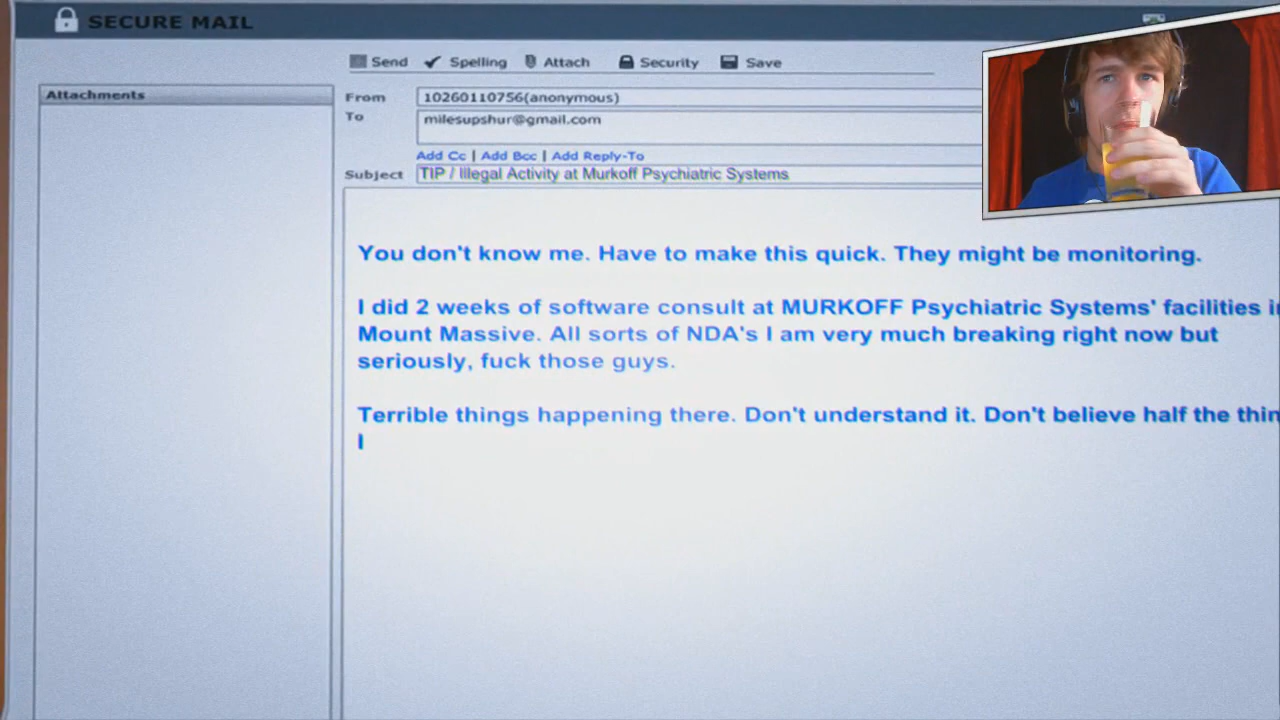 SECURE MAIL
Send Spelling Attach Security Save
Attachments
From 10260110756(anonymous)
To milesupshur@gmail.com
Add Cc | Add Bcc | Add Reply-To
Subject TIP / Illegal Activity at Murkoff Psychiatric Systems
You don't know me. Have to make this quick. They might be monitoring.
I did 2 weeks of software consult at MURKOFF Psychiatric Systems' facilities in
Mount Massive. All sorts of NDA's I am very much breaking right now but
seriously, fuck those guys.
Terrible things happening there. Don't understand it. Don't believe half the thin
I